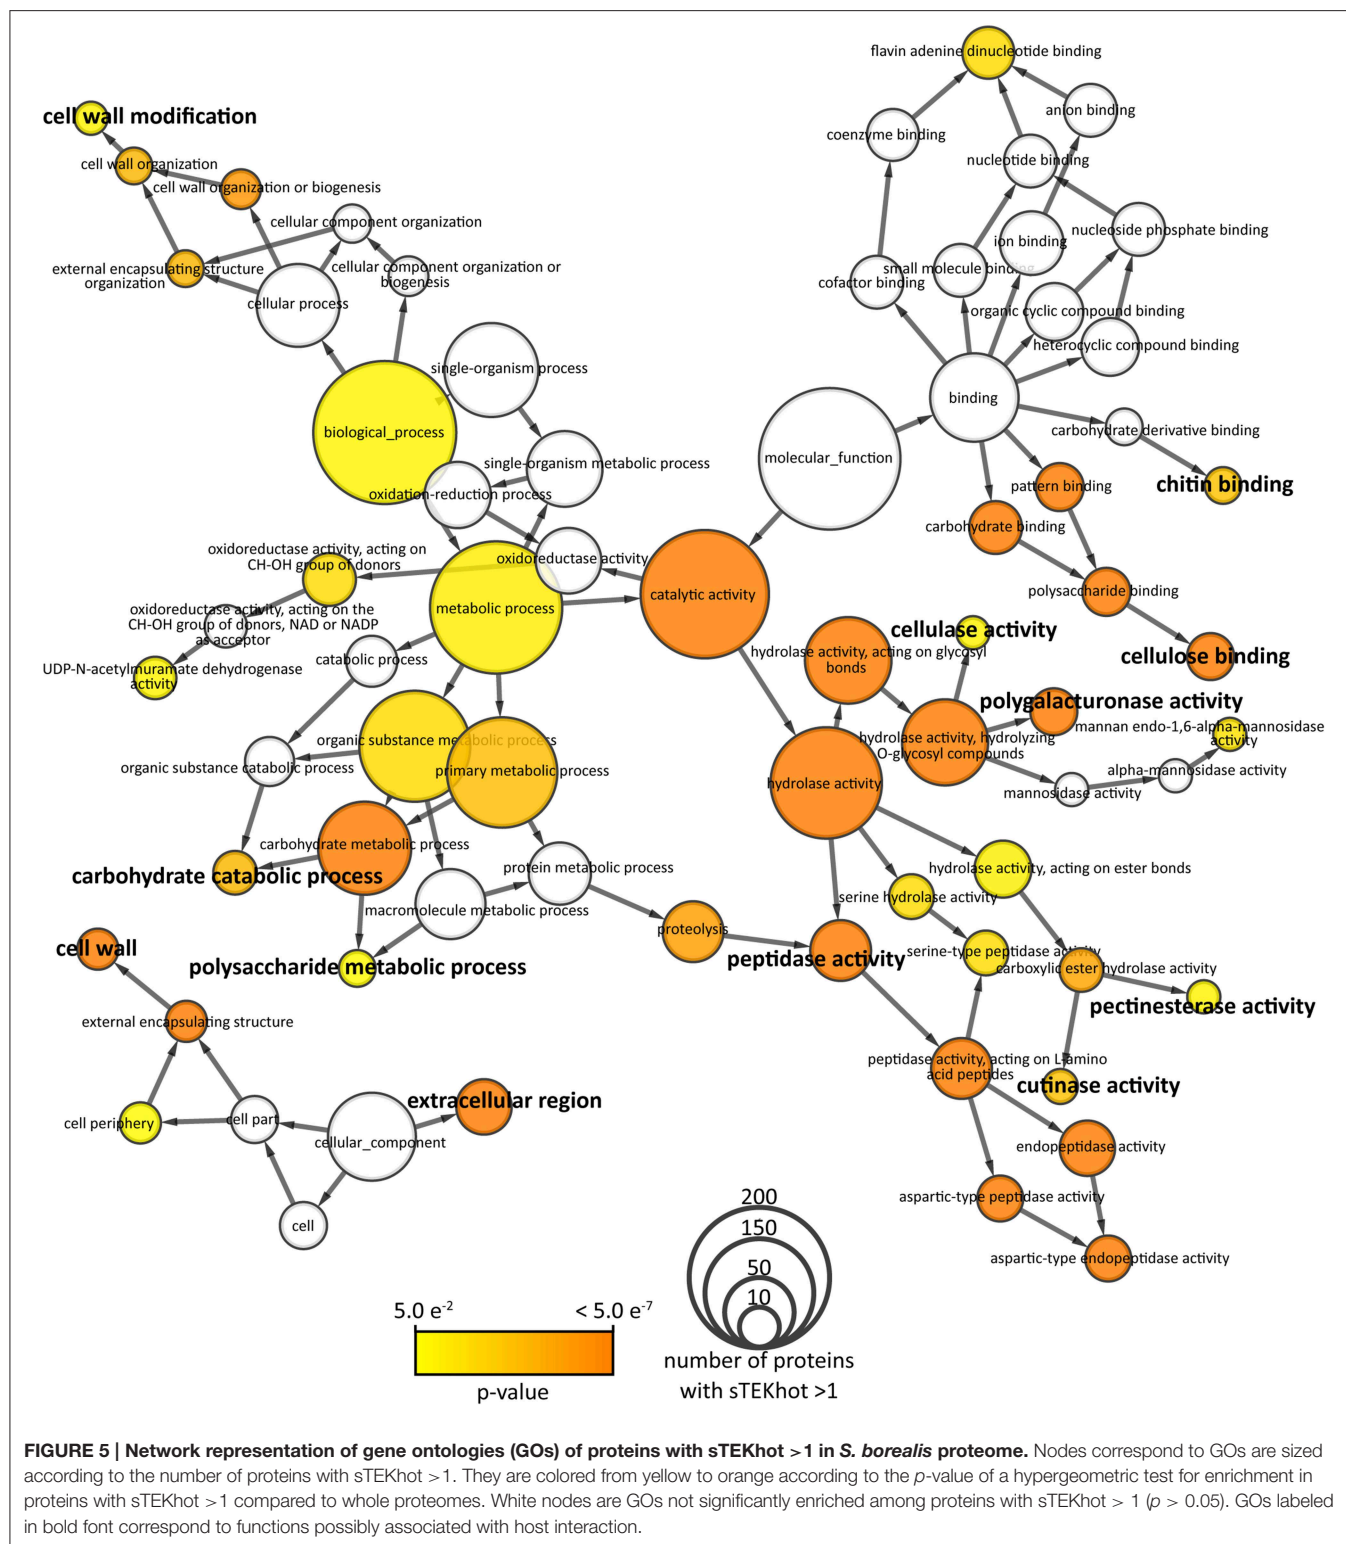 flavin adenine dinucleotide binding
anion binding
coenzyme binding
nucleotide binding
cell wall modification
cell wall organization
cell wall organization or biogenesis
cellular component organization
nucleoside phosphate binding
ion binding
external encapsulating structure
organization
cellular component organization or
biogenesis
small molecule binding
cofactor binding
cellular process
organic cyclic compound binding
heterocyclic compound binding
single-organism process
binding
biological_process
carbohydrate derivative binding
molecular_function
single-organism metabolic process
oxidation-reduction process
pattern binding
chitin binding
carbohydrate binding
oxidoreductase activity, acting on
CH-OH group of donors
oxidoreductase activity
polysaccharide binding
metabolic process
catalytic activity
oxidoreductase activity, acting on the
CH-OH group of donors, NAD or NADP
as acceptor
cellulase activity
hydrolase activity, acting on glycosyl
bonds
cellulose binding
catabolic process
UDP-N-acetylmuramate dehydrogenase
activity
polygalacturonase activity
mannan endo-1,6-alpha-mannosidase
activity
organic substance metabolic process
hydrolase activity, hydrolyzing
O-glycosyl compounds
organic substance catabolic process
primary metabolic process
alpha-mannosidase activity
hydrolase activity
mannosidase activity
carbohydrate metabolic process
carbohydrate catabolic process
protein metabolic process
hydrolase activity, acting on ester bonds
serine hydrolase activity
macromolecule metabolic process
proteolysis
cell wall
peptidase activity
serine-type peptidase activity
carboxylic ester hydrolase activity
polysaccharide metabolic process
pectinesterase activity
external encapsulating structure
peptidase activity, acting on L-amino
acid peptides
cutinase activity
extracellular region
cell periphery
cell part
cellular_component
endopeptidase activity
aspartic-type peptidase activity
cell
aspartic-type endopeptidase activity
200
150
50
10
5.0 e-2
< 5.0 e-7
p-value
number of proteins
with sTEKhot >1
FIGURE 5 | Network representation of gene ontologies (GOs) of proteins with sTEKhot >1 in S. borealis proteome. Nodes correspond to GOs are sized
according to the number of proteins with sTEKhot >1. They are colored from yellow to orange according to the p-value of a hypergeometric test for enrichment in
proteins with sTEKhot >1 compared to whole proteomes. White nodes are GOs not significantly enriched among proteins with sTEKhot > 1 (p > 0.05). GOs labeled
in bold font correspond to functions possibly associated with host interaction.